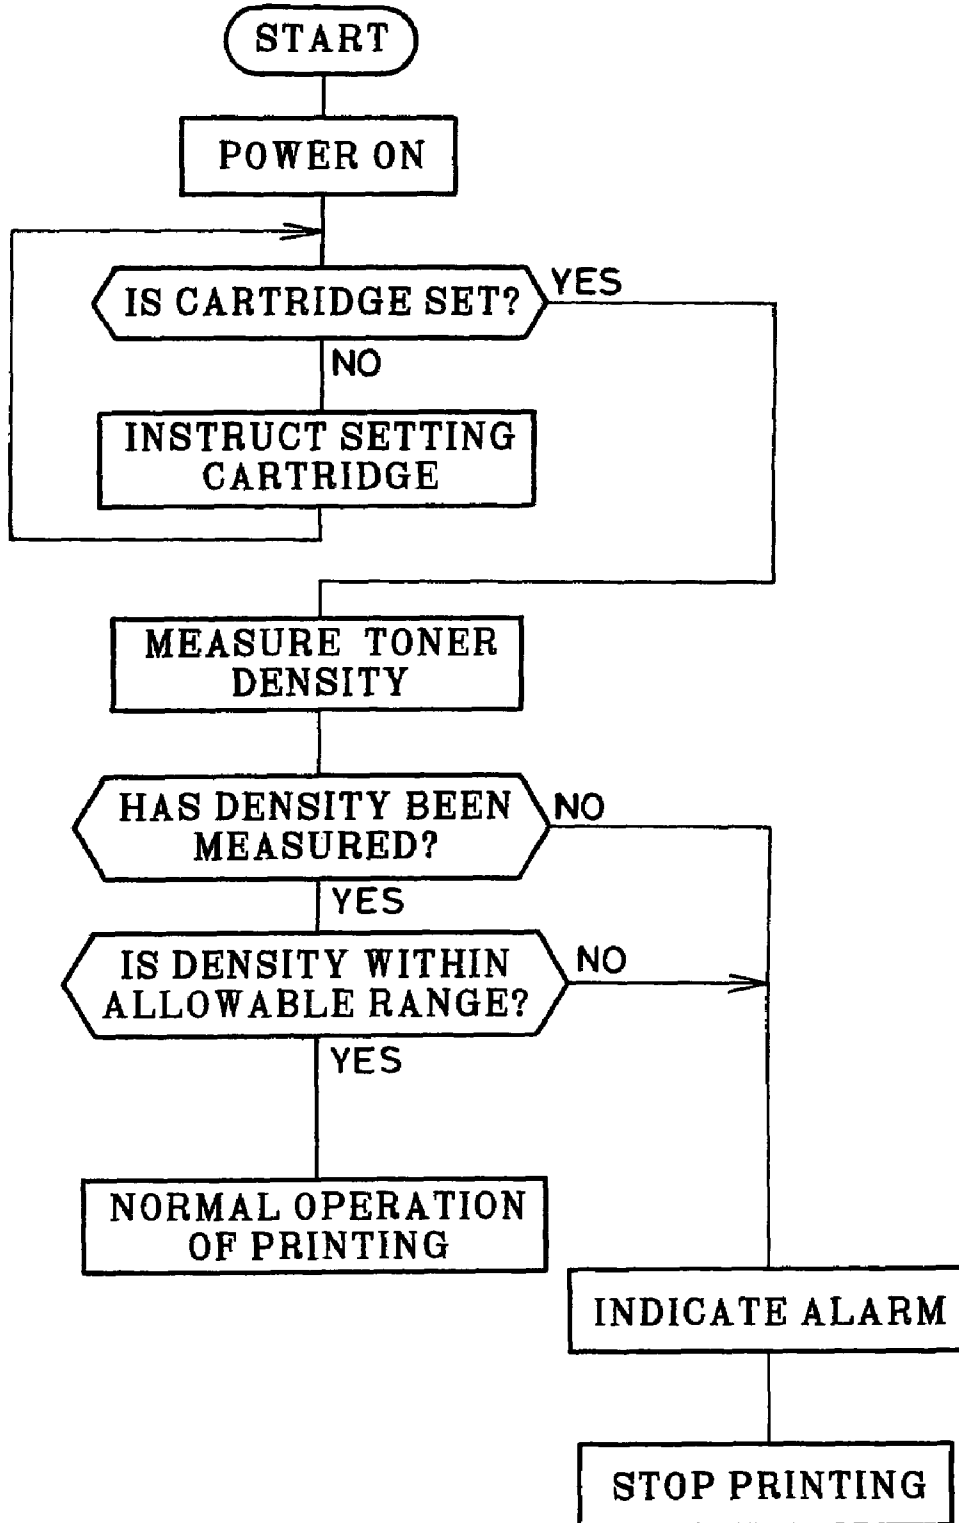 START
POWER ON
IS CARTRIDGE SET?
YES
NO
INSTRUCT SETTING
CARTRIDGE
MEASURE TONER
DENSITY
HAS DENSITY BEEN
MEASURED?
NO
YES
IS DENSITY WITHIN
ALLOWABLE RANGE?
NO
YES
NORMAL OPERATION
OF PRINTING
INDICATE ALARM
STOP PRINTING